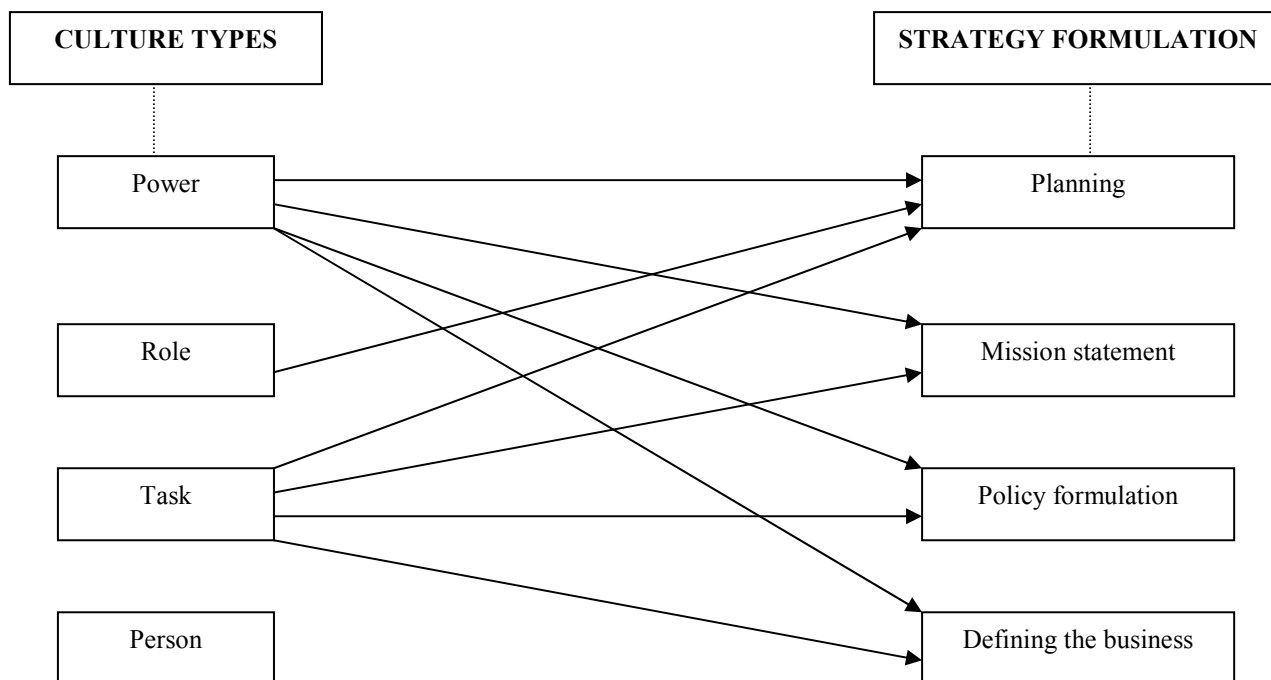 CULTURE TYPES
STRATEGY FORMULATION
Power
Planning
Role
Mission statement
Task
Policy formulation
Person
Defining the business